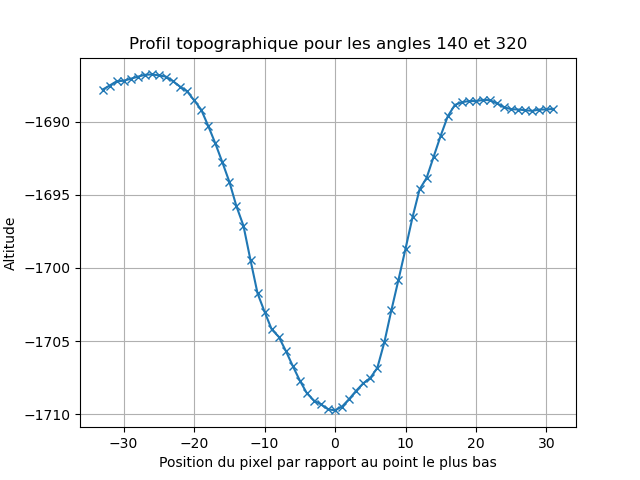 Profil topographique pour les angles 140 et 320
Altitude
−1690
−1695
−1700
−1705
−1710
−30 −20 −10 0 10 20 30
Position du pixel par rapport au point le plus bas